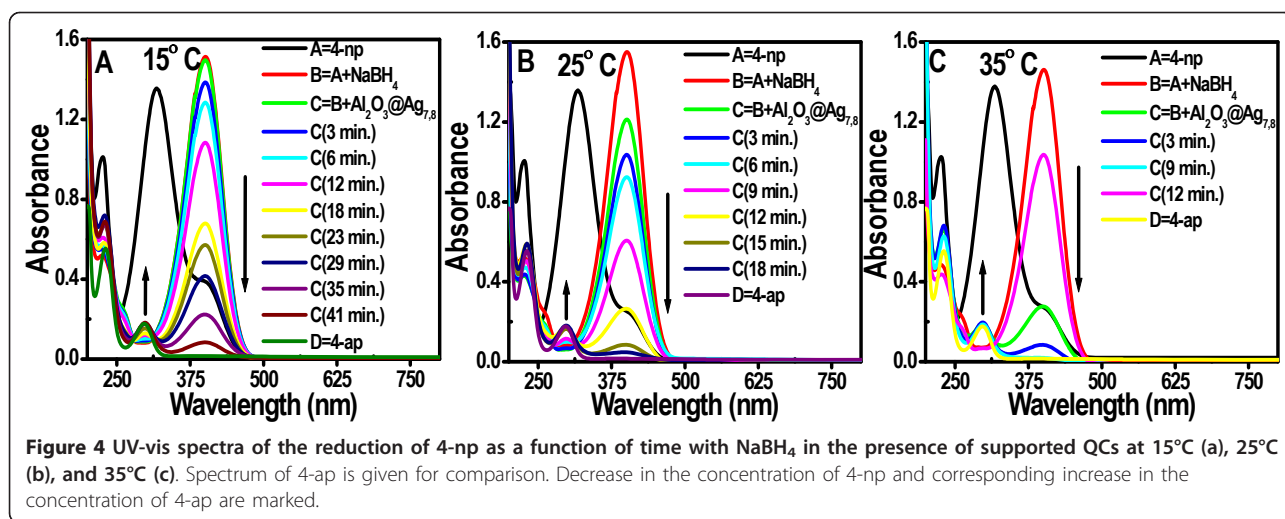 A
15° C
1.6
1.2
0.8
0.4
0.0
Absorbance
250 375 500 625 750
Wavelength (nm)
A=4-np
B=A+NaBH4
C=B+Al2O3@Ag7,8
C(3 min.)
C(6 min.)
C(12 min.)
C(18 min.)
C(23 min.)
C(29 min.)
C(35 min.)
C(41 min.)
D=4-ap
B
25° C
1.6
1.2
0.8
0.4
0.0
Absorbance
250 375 500 625 750
Wavelength (nm)
A=4-np
B=A+NaBH4
C=B+Al2O3@Ag7,8
C(3 min.)
C(6 min.)
C(9 min.)
C(12 min.)
C(15 min.)
C(18 min.)
D=4-ap
C
35° C
1.6
1.2
0.8
0.4
0.0
Absorbance
250 375 500 625 750
Wavelength (nm)
A=4-np
B=A+NaBH4
C=B+Al2O3@Ag7,8
C(3 min.)
C(9 min.)
C(12 min.)
D=4-ap
Figure 4 UV-vis spectra of the reduction of 4-np as a function of time with NaBH4 in the presence of supported QCs at 15°C (a), 25°C
(b), and 35°C (c). Spectrum of 4-ap is given for comparison. Decrease in the concentration of 4-np and corresponding increase in the
concentration of 4-ap are marked.